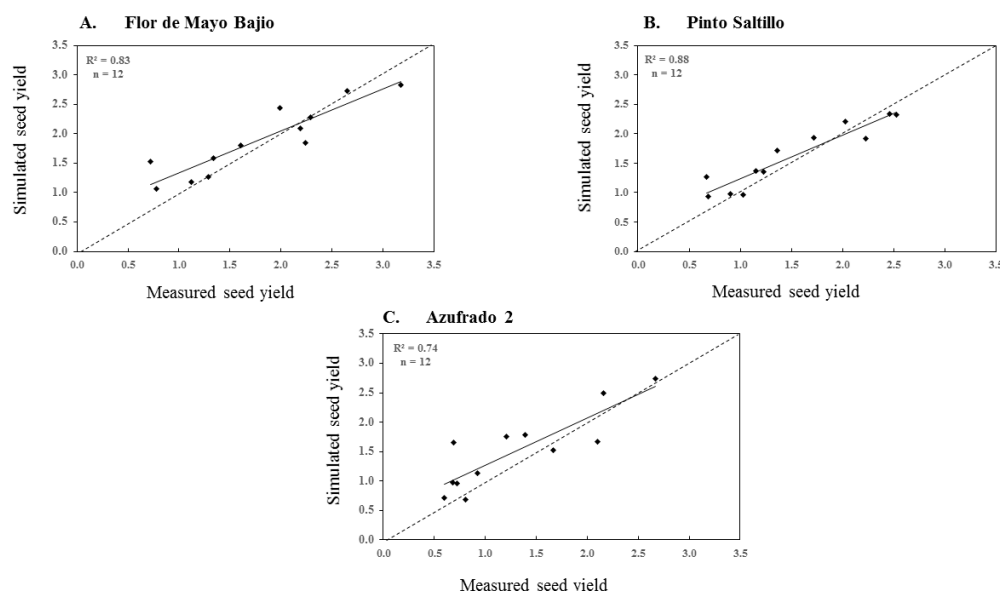 A. Flor de Mayo Bajio
3.5
R² = 0.83
n = 12
3.0
2.5
2.0
1.5
1.0
0.5
0.0
Simulated seed yield
0.0 0.5 1.0 1.5 2.0 2.5 3.0 3.5
Measured seed yield
B. Pinto Saltillo
3.5
R² = 0.88
n = 12
3.0
2.5
2.0
1.5
1.0
0.5
0.0
Simulated seed yield
0.0 0.5 1.0 1.5 2.0 2.5 3.0 3.5
Measured seed yield
C. Azufrado 2
3.5
R² = 0.74
n = 12
3.0
2.5
2.0
1.5
1.0
0.5
0.0
Simulated seed yield
0.0 0.5 1.0 1.5 2.0 2.5 3.0 3.5
Measured seed yield